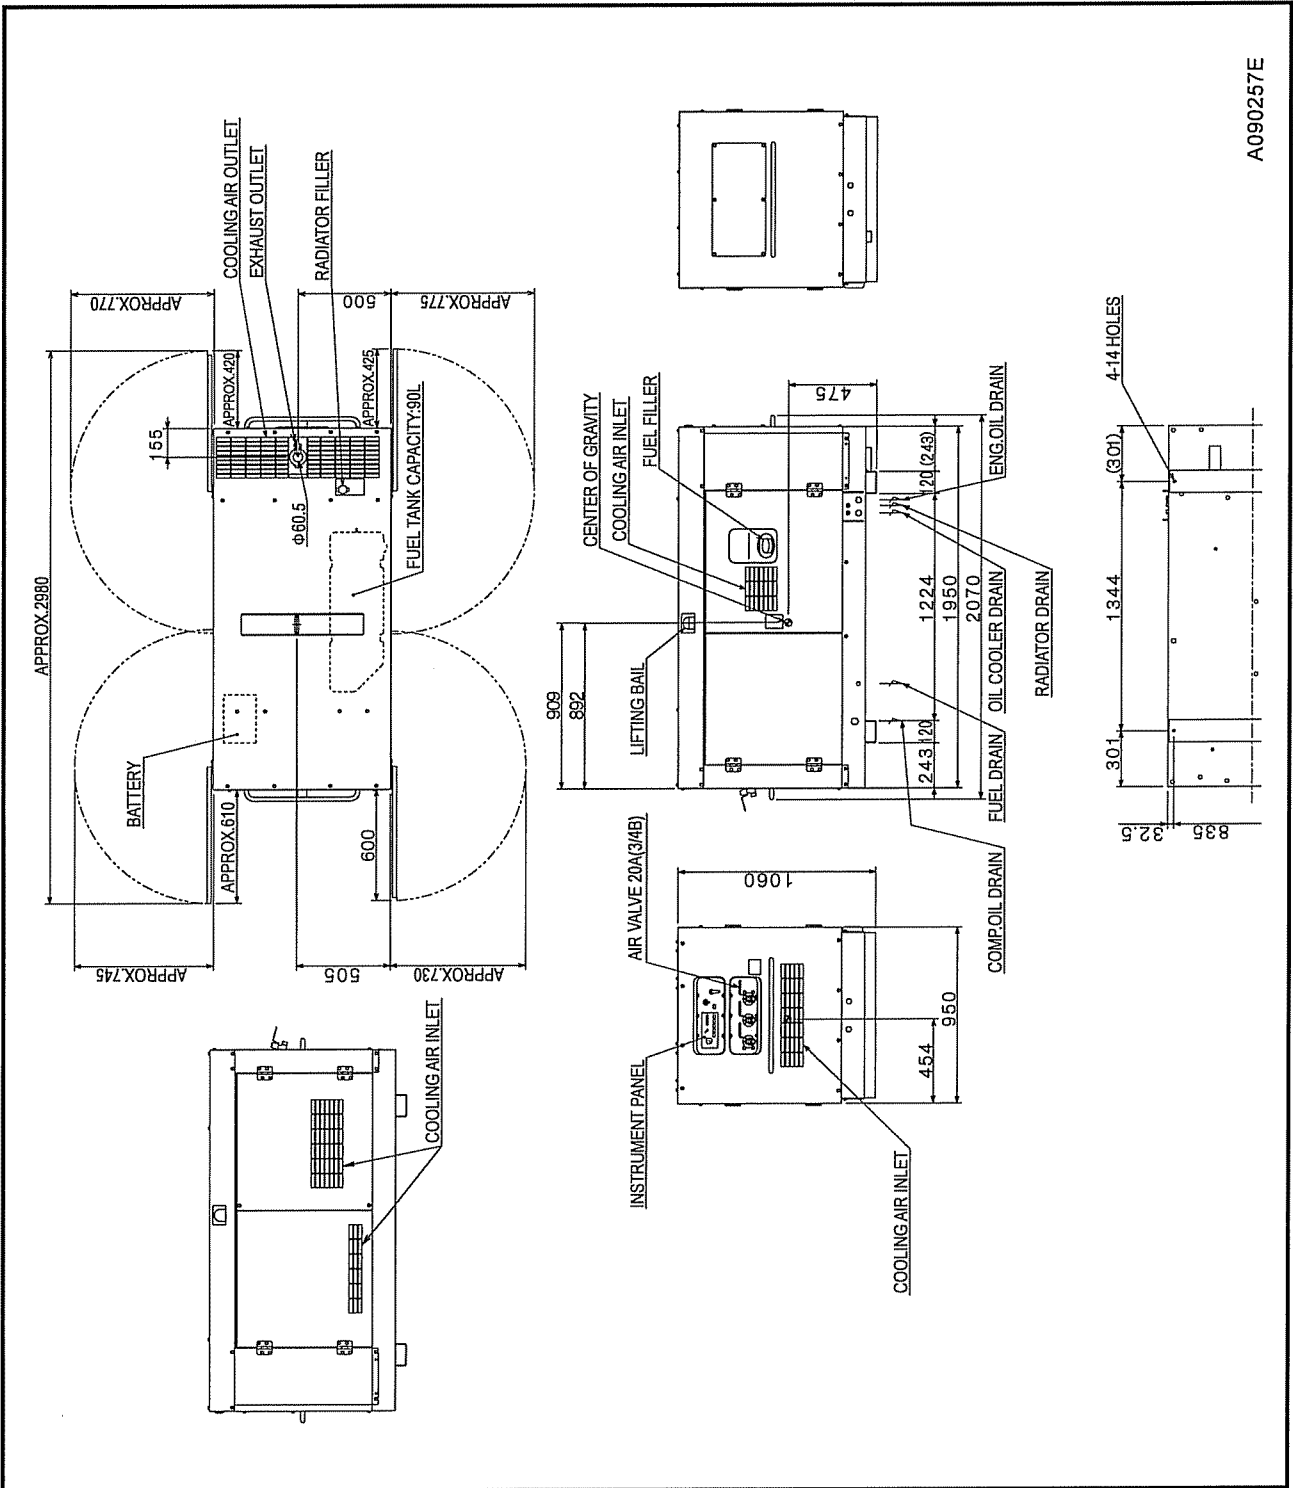 APPROX.2980
APPROX.770
APPROX.420
155
COOLING AIR OUTLET
EXHAUST OUTLET
RADIATOR FILLER
500
APPROX.775
APPROX.425
Φ60.5
FUEL TANK CAPACITY:90L
BATTERY
APPROX.610
600
APPROX.745
505
APPROX.730
COOLING AIR INLET
CENTER OF GRAVITY
COOLING AIR INLET
FUEL FILLER
909
892
LIFTING BAIL
475
243
120
1224
120
(243)
1950
2070
ENG.OIL DRAIN
RADIATOR DRAIN
OIL COOLER DRAIN
FUEL DRAIN
COMP.OIL DRAIN
AIR VALVE 20A(3/4B)
INSTRUMENT PANEL
1060
454
950
COOLING AIR INLET
4-14 HOLES
(301)
1344
301
32.5
835
A090257E